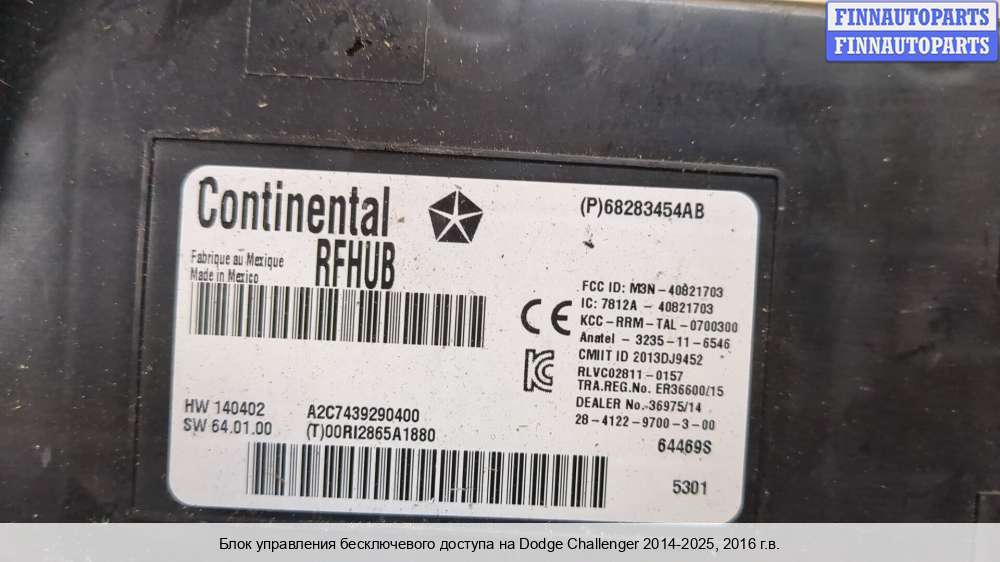 FINNAUTOPARTS
FINNAUTOPARTS
Continental
RFHUB
(P)68283454AB
Fabrique au Mexique
Made in Mexico
FCC ID: M3N-40821703
IC: 7812A - 40821703
KCC-RRM-TAL-0700300
Anatel - 3235-11-6546
CMIIT ID 2013DJ9452
RLVC02811-0157
TRA.REG.No. ER36600/15
DEALER No.-36975/14
28-4122-9700-3-00
HW 140402
SW 64.01.00
A2C7439290400
(T)00RI2865A1880
64469S
5301
Блок управления бесключевого доступа на Dodge Challenger 2014-2025, 2016 г.в.